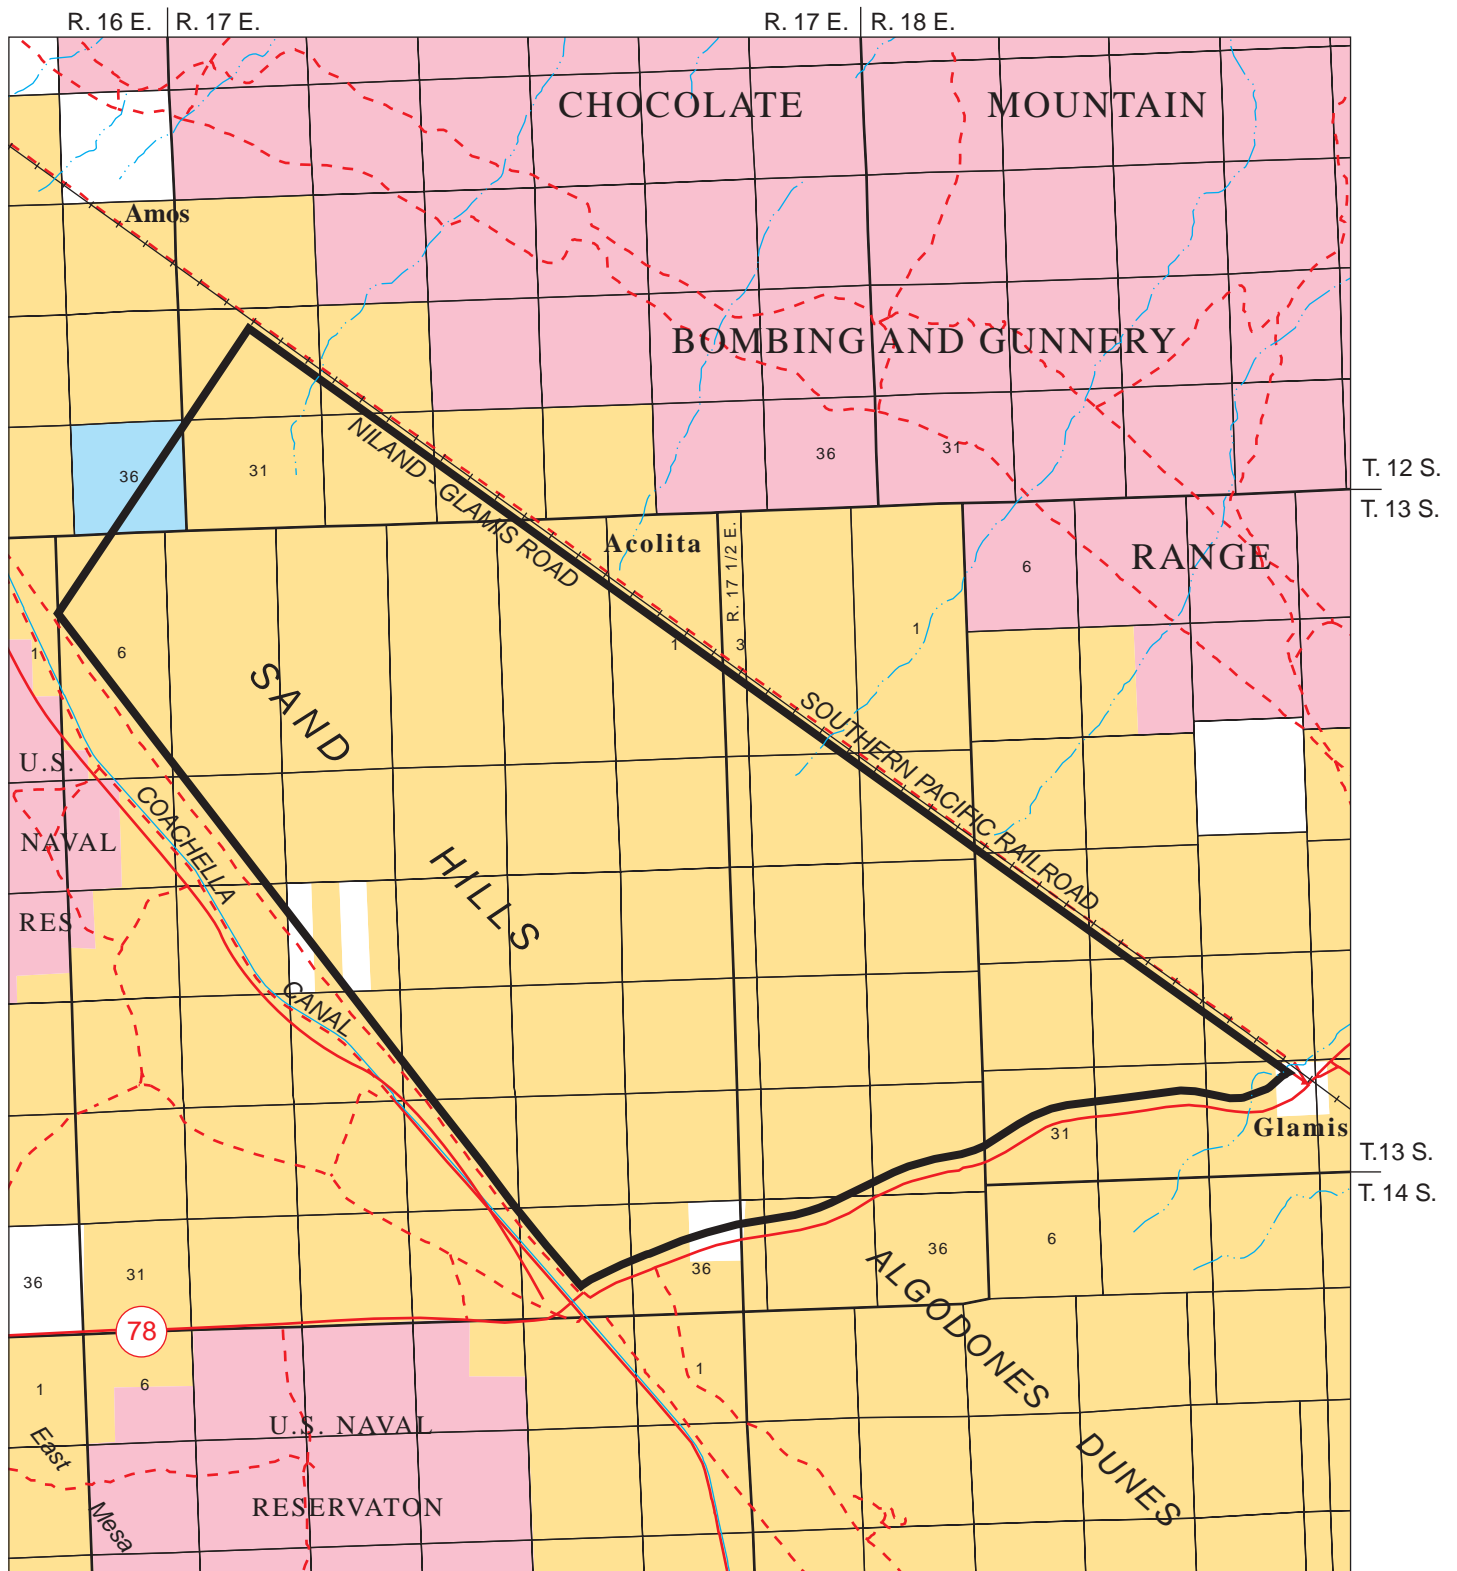 R. 16 E. R. 17 E. R. 17 E. R. 18 E.
CHOCOLATE MOUNTAIN
Amos
BOMBING AND GUNNERY
NILAND - GLAMIS ROAD
36 31 36 31
T. 12 S.
T. 13 S.
Acolita
R. 17 1/2 E.
RANGE
6
1 6 1 3 1
SAND
HILLS
SOUTHERN PACIFIC RAILROAD
U.S.
NAVAL
RES
COACHELLA
CANAL
31
Glamis
T.13 S.
T. 14 S.
36 31 36 36 6
ALGODONES
DUNES
78
1 6 1
East
Mesa
U.S. NAVAL
RESERVATON